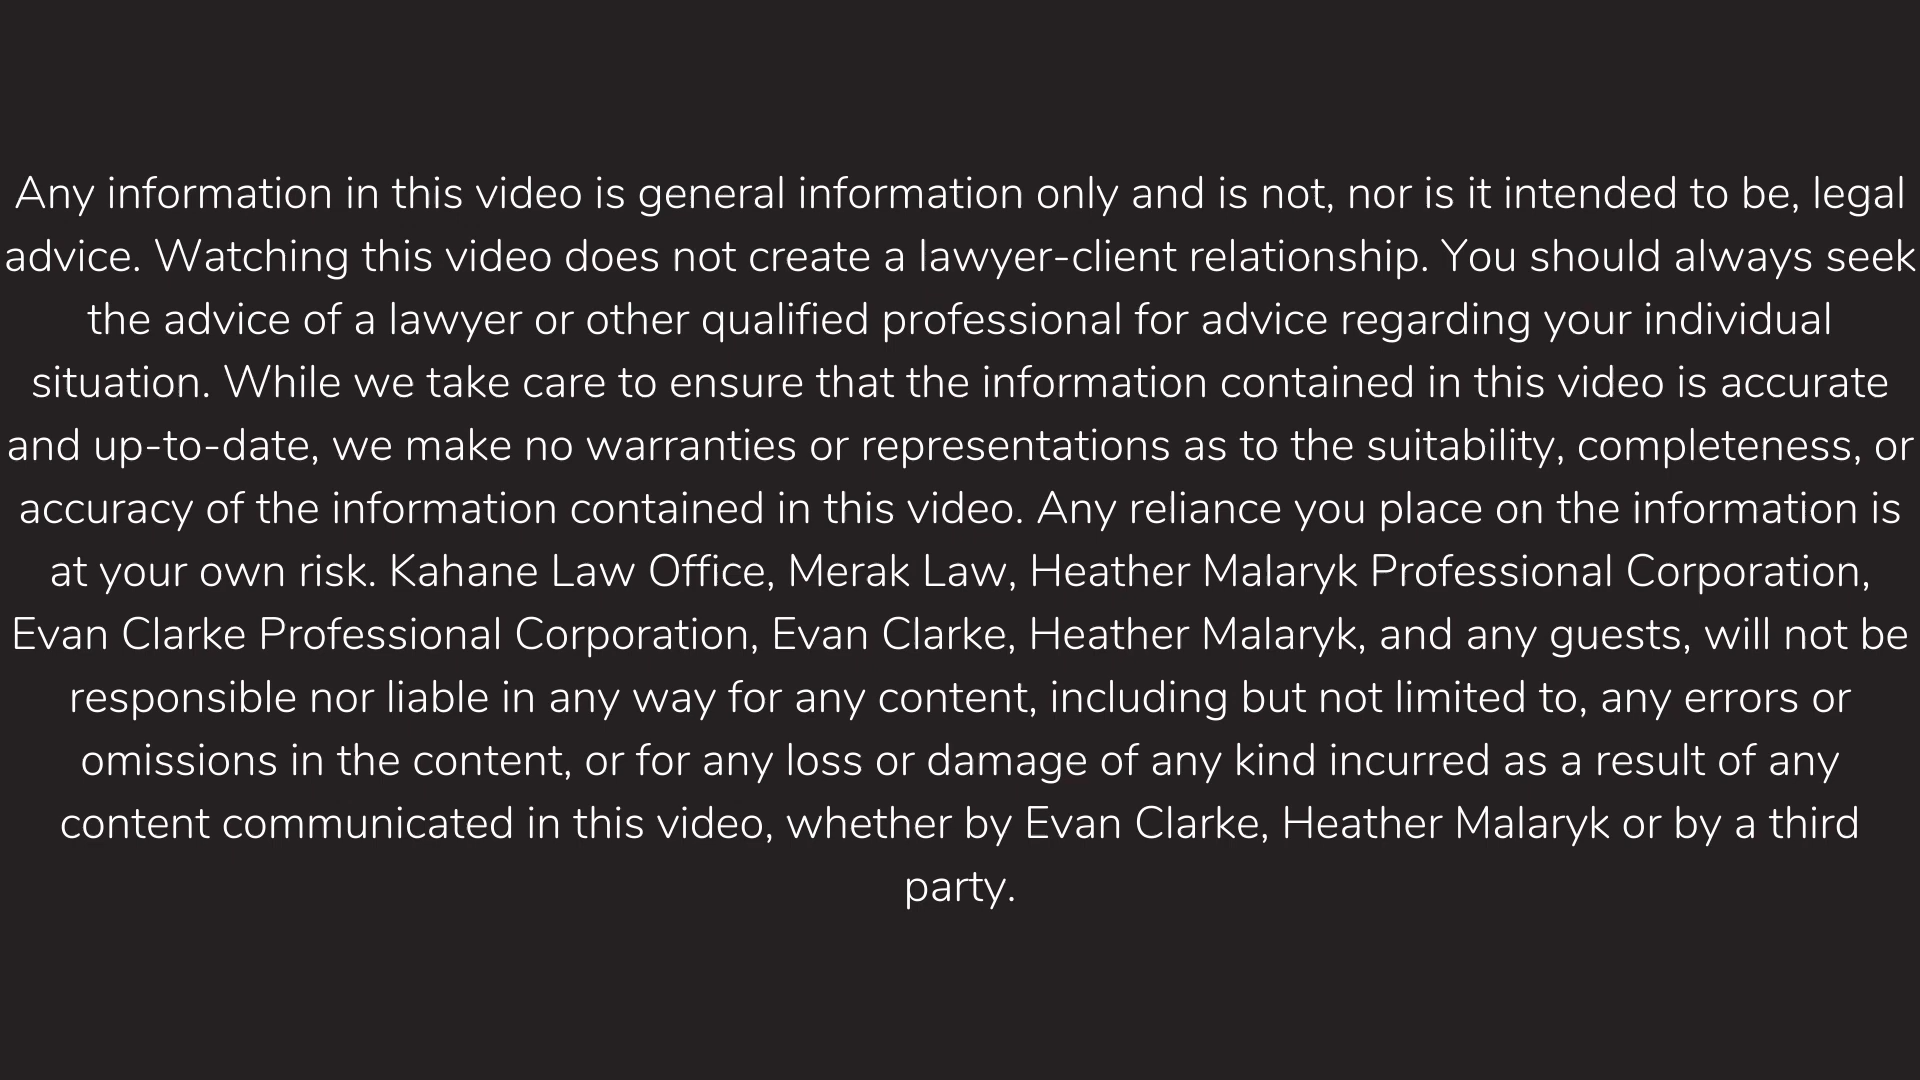 Any information in this video is general information only and is not, nor is it intended to be, legal
advice. Watching this video does not create a lawyer-client relationship. You should always seek
the advice of a lawyer or other qualified professional for advice regarding your individual
situation. While we take care to ensure that the information contained in this video is accurate
and up-to-date, we make no warranties or representations as to the suitability, completeness, or
accuracy of the information contained in this video. Any reliance you place on the information is
at your own risk. Kahane Law Office, Merak Law, Heather Malaryk Professional Corporation,
Evan Clarke Professional Corporation, Evan Clarke, Heather Malaryk, and any guests, will not be
responsible nor liable in any way for any content, including but not limited to, any errors or
omissions in the content, or for any loss or damage of any kind incurred as a result of any
content communicated in this video, whether by Evan Clarke, Heather Malaryk or by a third
party.